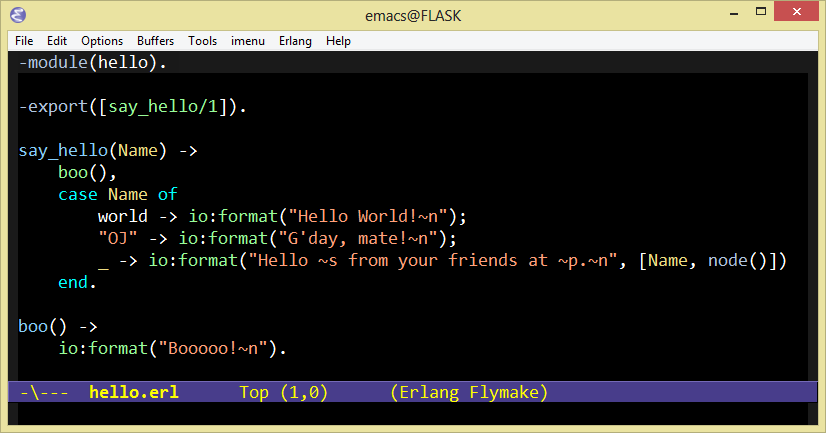 emacs@FLASK
File Edit Options Buffers Tools imenu Erlang Help
-module(hello).
-export([say_hello/1]).
say_hello(Name) ->
    boo(),
    case Name of
        world -> io:format("Hello World!~n");
        "OJ" -> io:format("G'day, mate!~n");
        _ -> io:format("Hello ~s from your friends at ~p.~n", [Name, node()])
    end.
boo() ->
    io:format("Booooo!~n").
-\--- hello.erl Top (1,0) (Erlang Flymake)